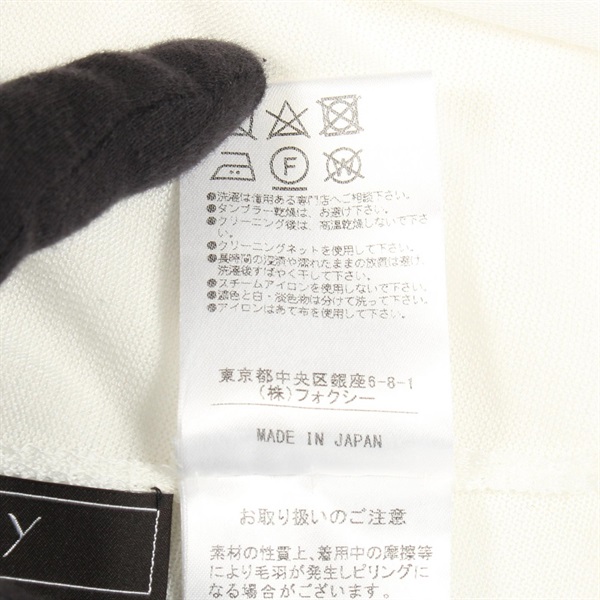 F
W
●洗濯は信用ある専門店へご相談下さい。
●タンブラー乾燥は、お避け下さい。
●クリーニング後は、高温乾燥しないで下さい。
●クリーニングネットを使用して下さい。
●長時間の浸漬や濡れたままの放置は避け
洗濯後すばやく干して下さい。
●スチームアイロンを使用しないで下さい。
●濃色と白・淡色物は分けて洗って下さい。
●アイロンはあて布を使用して下さい。
東京都中央区銀座6-8-1
(株)フォクシー
MADE IN JAPAN
y
お取り扱いのご注意
素材の性質上、着用中の摩擦等
により毛羽が発生しピリングに
なる場合がございます。